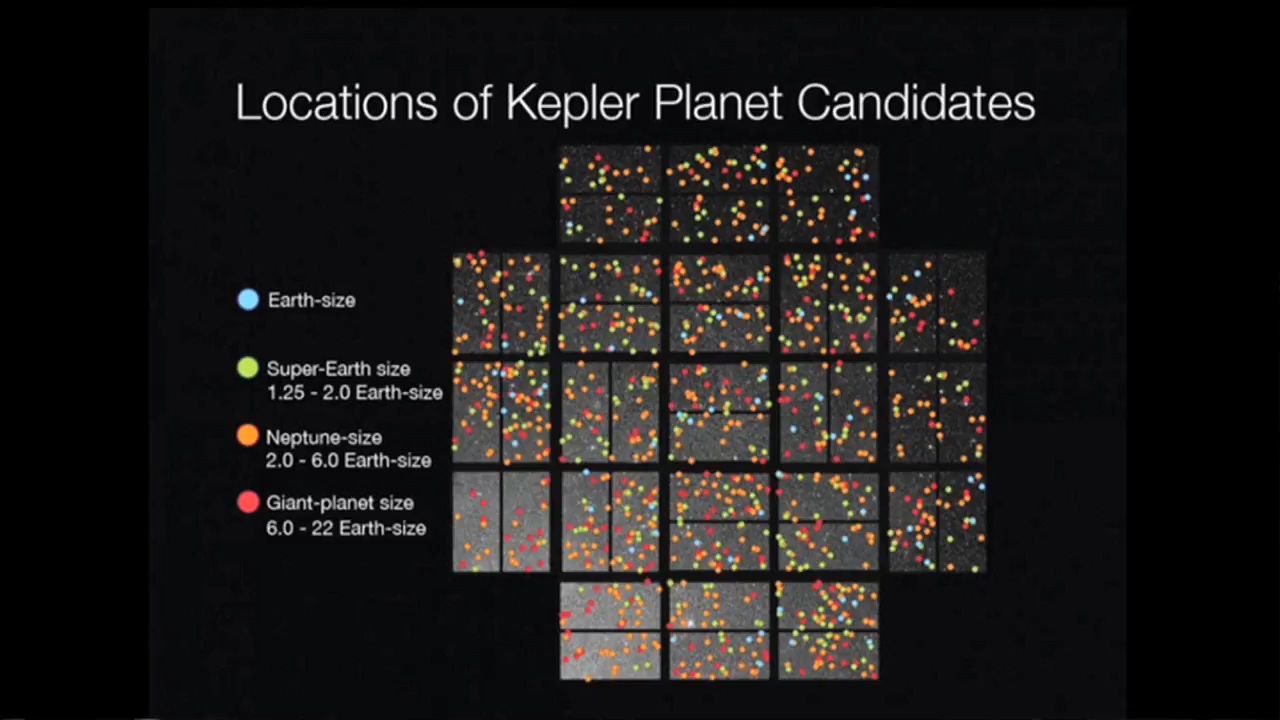 Locations of Kepler Planet Candidates
Earth-size
Super-Earth size
1.25 - 2.0 Earth-size
Neptune-size
2.0 - 6.0 Earth-size
Giant-planet size
6.0 - 22 Earth-size